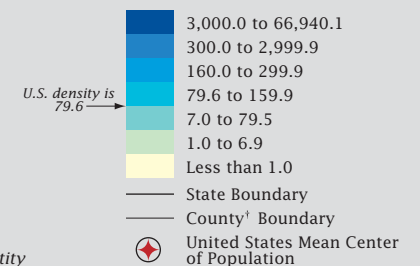 3,000.0 to 66,940.1
300.0 to 2,999.9
160.0 to 299.9
U.S. density is
79.6
79.6 to 159.9
7.0 to 79.5
1.0 to 6.9
Less than 1.0
State Boundary
County† Boundary
United States Mean Center
of Population
tity